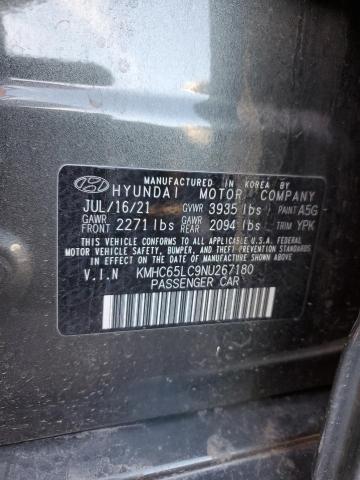 MANUFACTURED IN KOREA BY
HYUNDAI MOTOR COMPANY
JUL/16/21 GVWR 3935 lbs PAINT A5G
GAWR FRONT 2271 lbs GAWR REAR 2094 lbs TRIM YPK
THIS VEHICLE CONFORMS TO ALL APPLICABLE U.S.A. FEDERAL
MOTOR VEHICLE SAFETY, BUMPER, AND THEFT PREVENTION STANDARDS
IN EFFECT ON THE DATE OF MANUFACTURE SHOWN ABOVE.
V.I.N KMHC65LC9NU267180
PASSENGER CAR